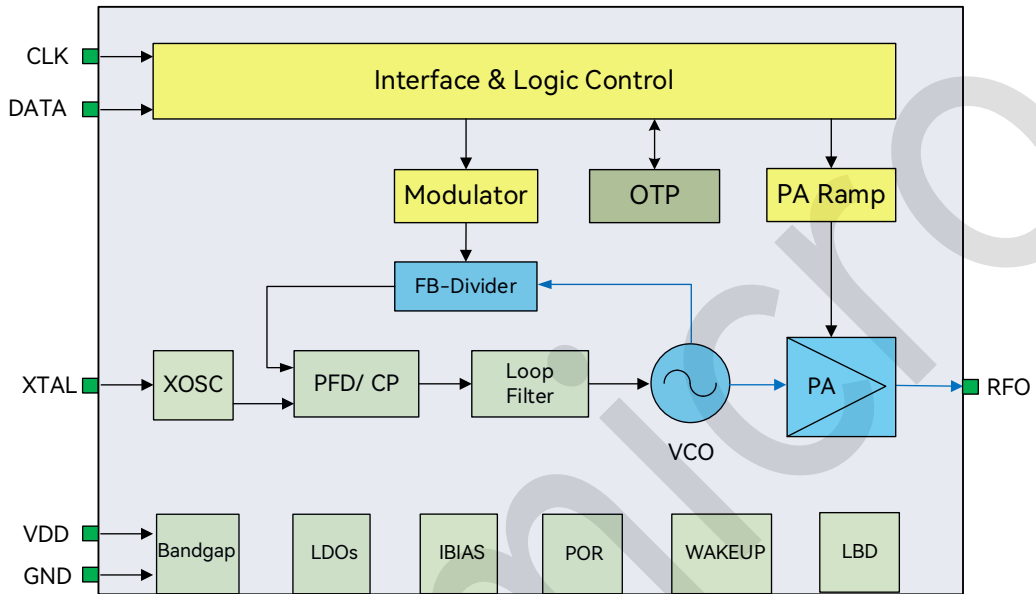 CLK
Interface & Logic Control
DATA
Modulator
OTP
PA Ramp
FB-Divider
XTAL
XOSC
PFD/ CP
Loop
Filter
PA
RFO
VCO
VDD
Bandgap
LDOs
IBIAS
POR
WAKEUP
LBD
GND
micro